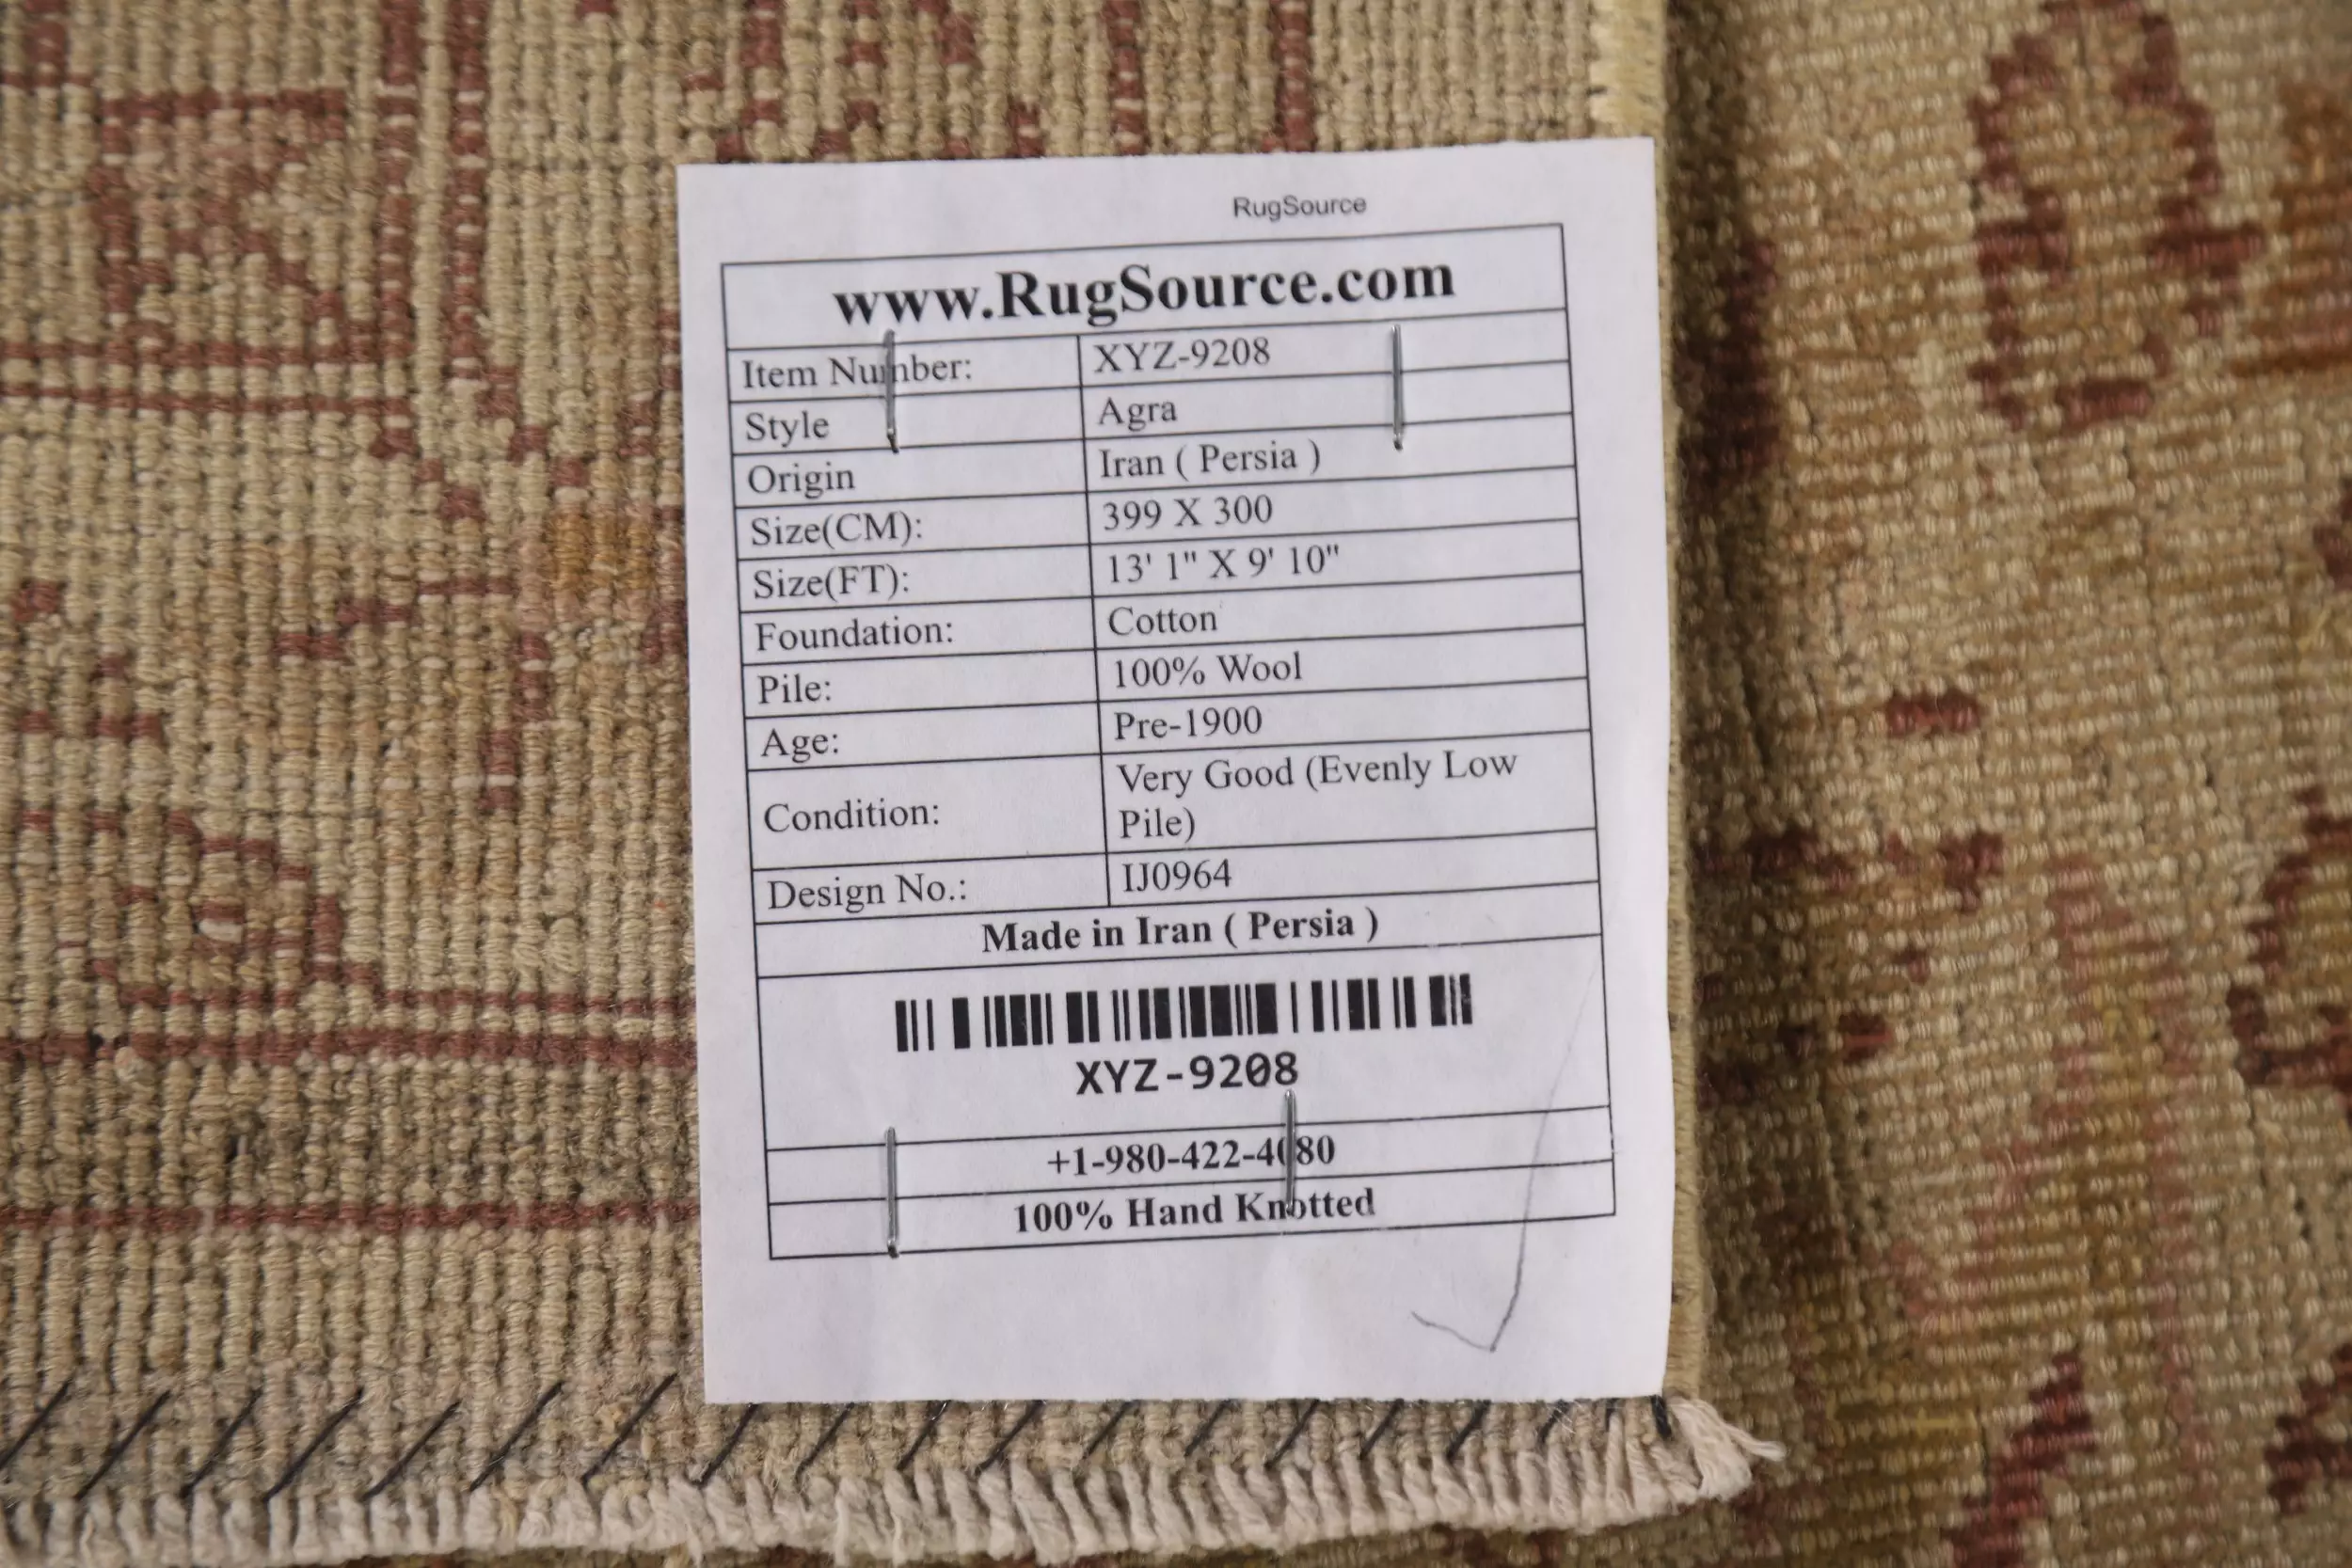 RugSource
www.RugSource.com
Item Number: XYZ-9208
Style Agra
Origin Iran ( Persia )
Size(CM): 399 X 300
Size(FT): 13' 1" X 9' 10"
Foundation: Cotton
Pile: 100% Wool
Age: Pre-1900
Condition: Very Good (Evenly Low
Pile)
Design No.: IJ0964
Made in Iran ( Persia )
XYZ-9208
+1-980-422-4080
100% Hand Knotted